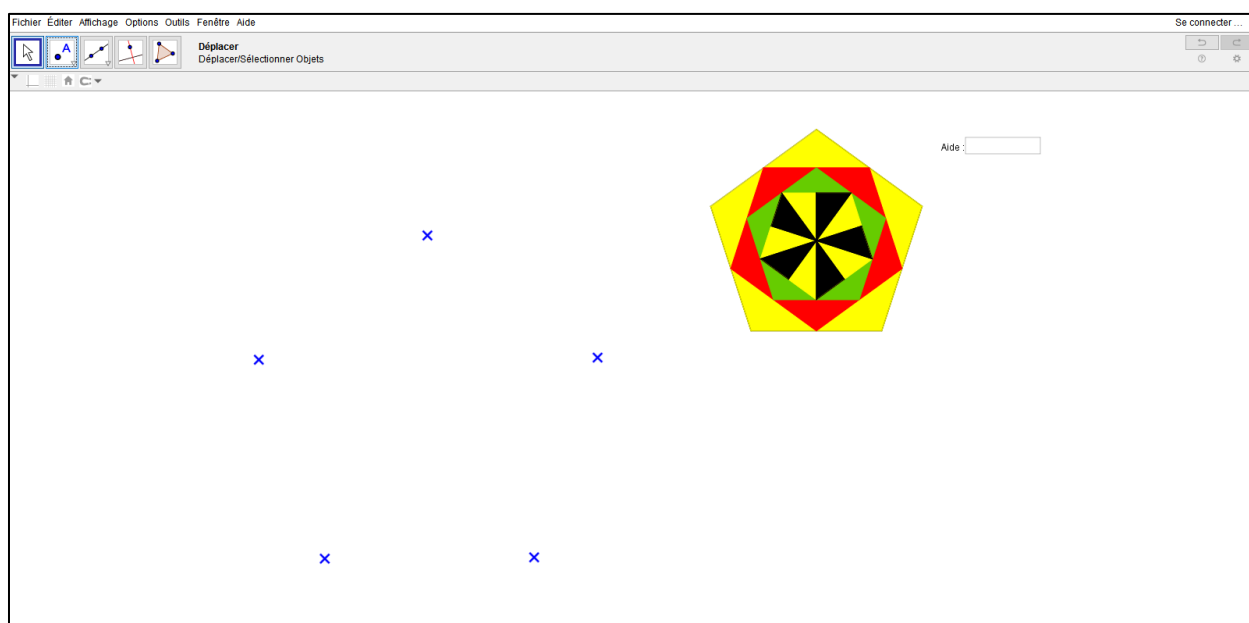 Fichier Éditer Affichage Options Outils Fenêtre Aide
Se connecter ...
A
Déplacer
Déplacer/Sélectionner Objets
Aide :